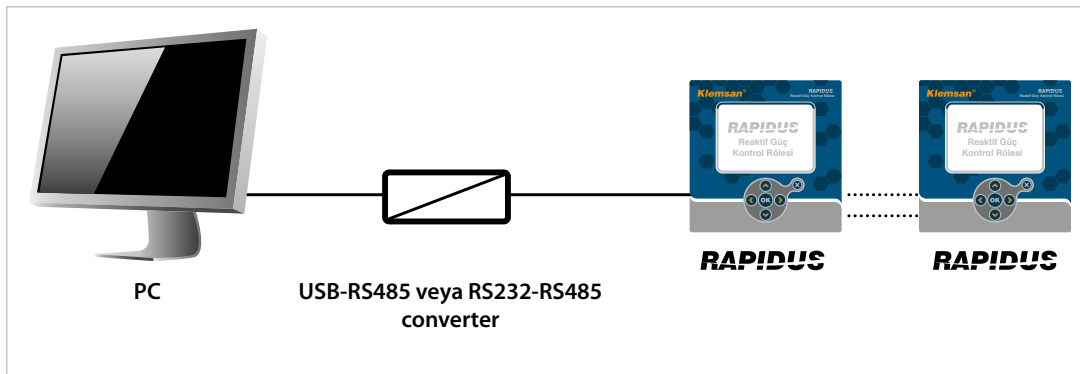 Klemsan®
RAPIDUS
Reaktif Güç Kontrol Rölesi
RAPIDUS
Reaktif Güç
Kontrol Rölesi
OK
X
RAPIDUS
Klemsan®
RAPIDUS
Reaktif Güç Kontrol Rölesi
RAPIDUS
Reaktif Güç
Kontrol Rölesi
OK
X
RAPIDUS
PC
USB-RS485 veya RS232-RS485
converter